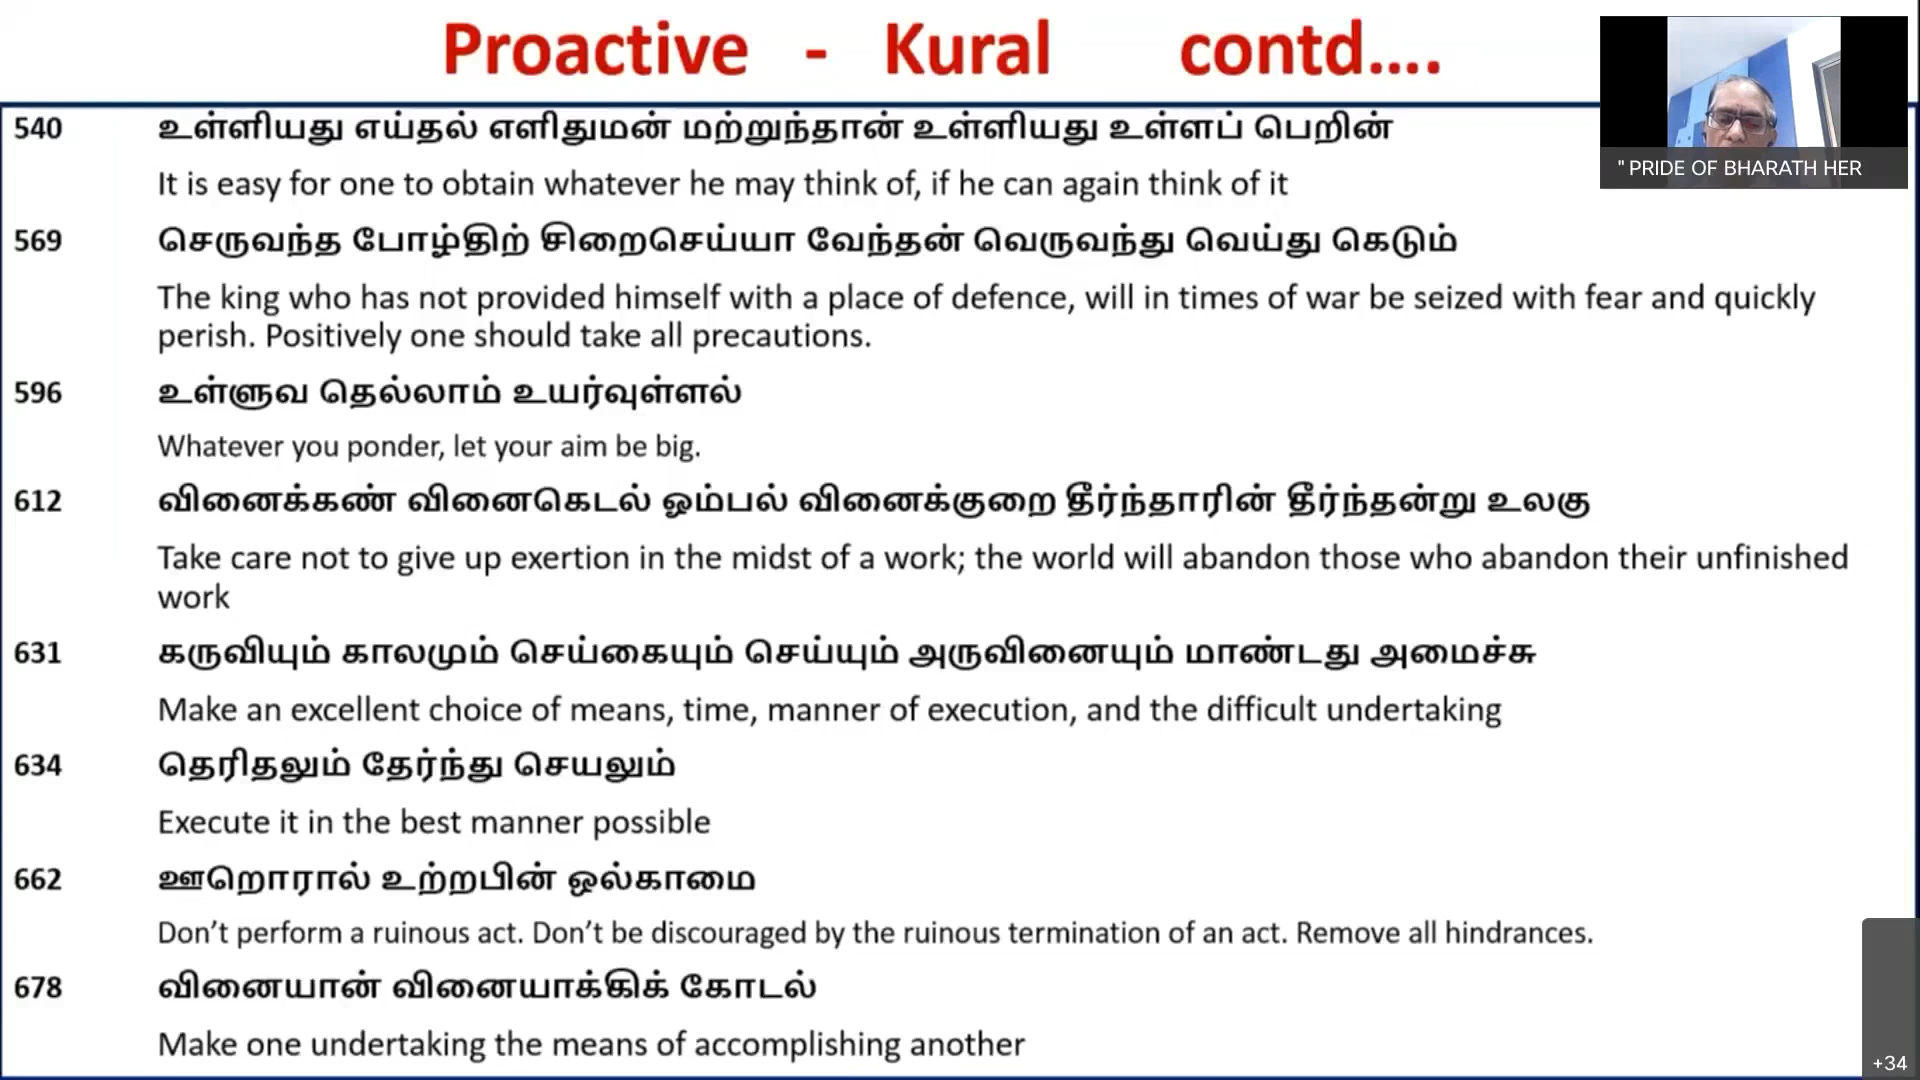 Proactive - Kural contd....
" PRIDE OF BHARATH HER
540 உள்ளியது எய்தல் எளிதுமன் மற்றுந்தான் உள்ளியது உள்ளப் பெறின்
It is easy for one to obtain whatever he may think of, if he can again think of it
569 செருவந்த போழ்திற் சிறைசெய்யா வேந்தன் வெருவந்து வெய்து கெடும்
The king who has not provided himself with a place of defence, will in times of war be seized with fear and quickly
perish. Positively one should take all precautions.
596 உள்ளுவ தெல்லாம் உயர்வுள்ளல்
Whatever you ponder, let your aim be big.
612 வினைக்கண் வினைகெடல் ஓம்பல் வினைக்குறை தீர்ந்தாரின் தீர்ந்தன்று உலகு
Take care not to give up exertion in the midst of a work; the world will abandon those who abandon their unfinished
work
631 கருவியும் காலமும் செய்கையும் செய்யும் அருவினையும் மாண்டது அமைச்சு
Make an excellent choice of means, time, manner of execution, and the difficult undertaking
634 தெரிதலும் தேர்ந்து செயலும்
Execute it in the best manner possible
662 ஊறொரால் உற்றபின் ஒல்காமை
Don’t perform a ruinous act. Don’t be discouraged by the ruinous termination of an act. Remove all hindrances.
678 வினையான் வினையாக்கிக் கோடல்
Make one undertaking the means of accomplishing another
+34